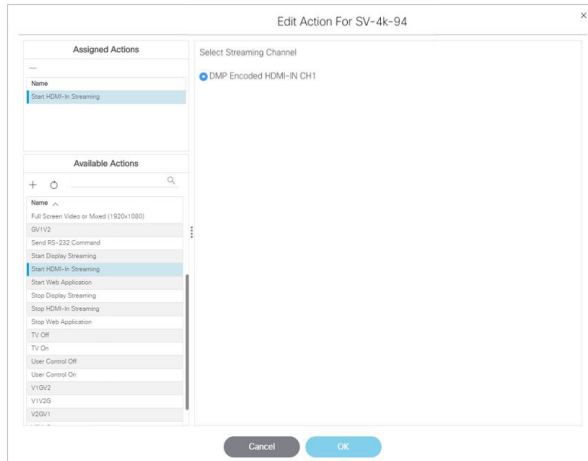 Edit Action For SV-4k-94
Assigned Actions
Name
Start HDMI-In Streaming
Available Actions
Name
Full Screen Video or Mixed (1920x1080)
GV1V2
Send RS-232 Command
Start Display Streaming
Start HDMI-In Streaming
Start Web Application
Stop Display Streaming
Stop HDMI-In Streaming
Stop Web Application
TV Off
TV On
User Control Off
User Control On
V1GV2
V1V2G
V2GV1
Select Streaming Channel
DMP Encoded HDMI-IN CH1
Cancel
OK